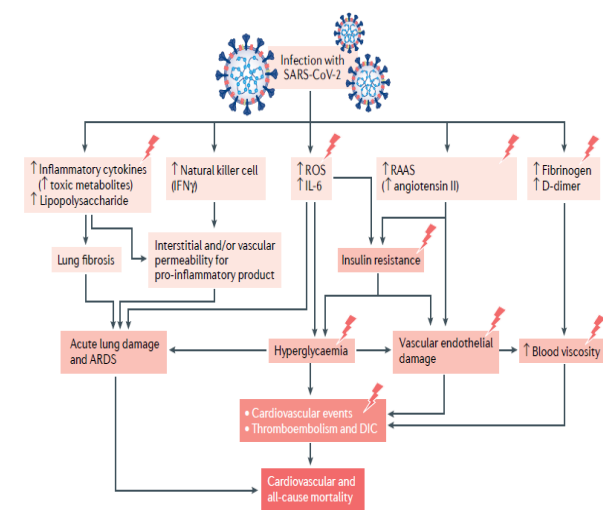 Infection with
SARS-CoV-2
↑ Inflammatory cytokines
(↑ toxic metabolites)
↑ Lipopolysaccharide
↑ Natural killer cell
(IFNγ)
↑ ROS
↑ IL-6
↑ RAAS
(↑ angiotensin II)
↑ Fibrinogen
↑ D-dimer
Lung fibrosis
Interstitial and/or vascular
permeability for
pro-inflammatory product
Insulin resistance
Acute lung damage
and ARDS
Hyperglycaemia
Vascular endothelial
damage
↑ Blood viscosity
• Cardiovascular events
• Thromboembolism and DIC
Cardiovascular and
all-cause mortality